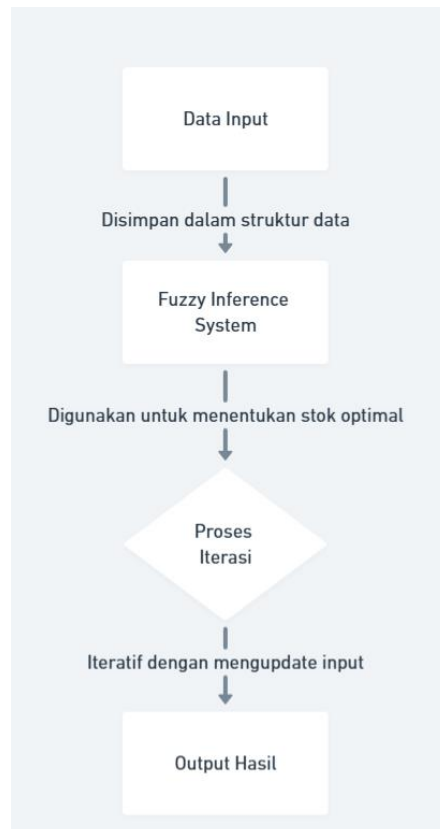 Data Input
Disimpan dalam struktur data
Fuzzy Inference
System
Digunakan untuk menentukan stok optimal
Proses
Iterasi
Iteratif dengan mengupdate input
Output Hasil